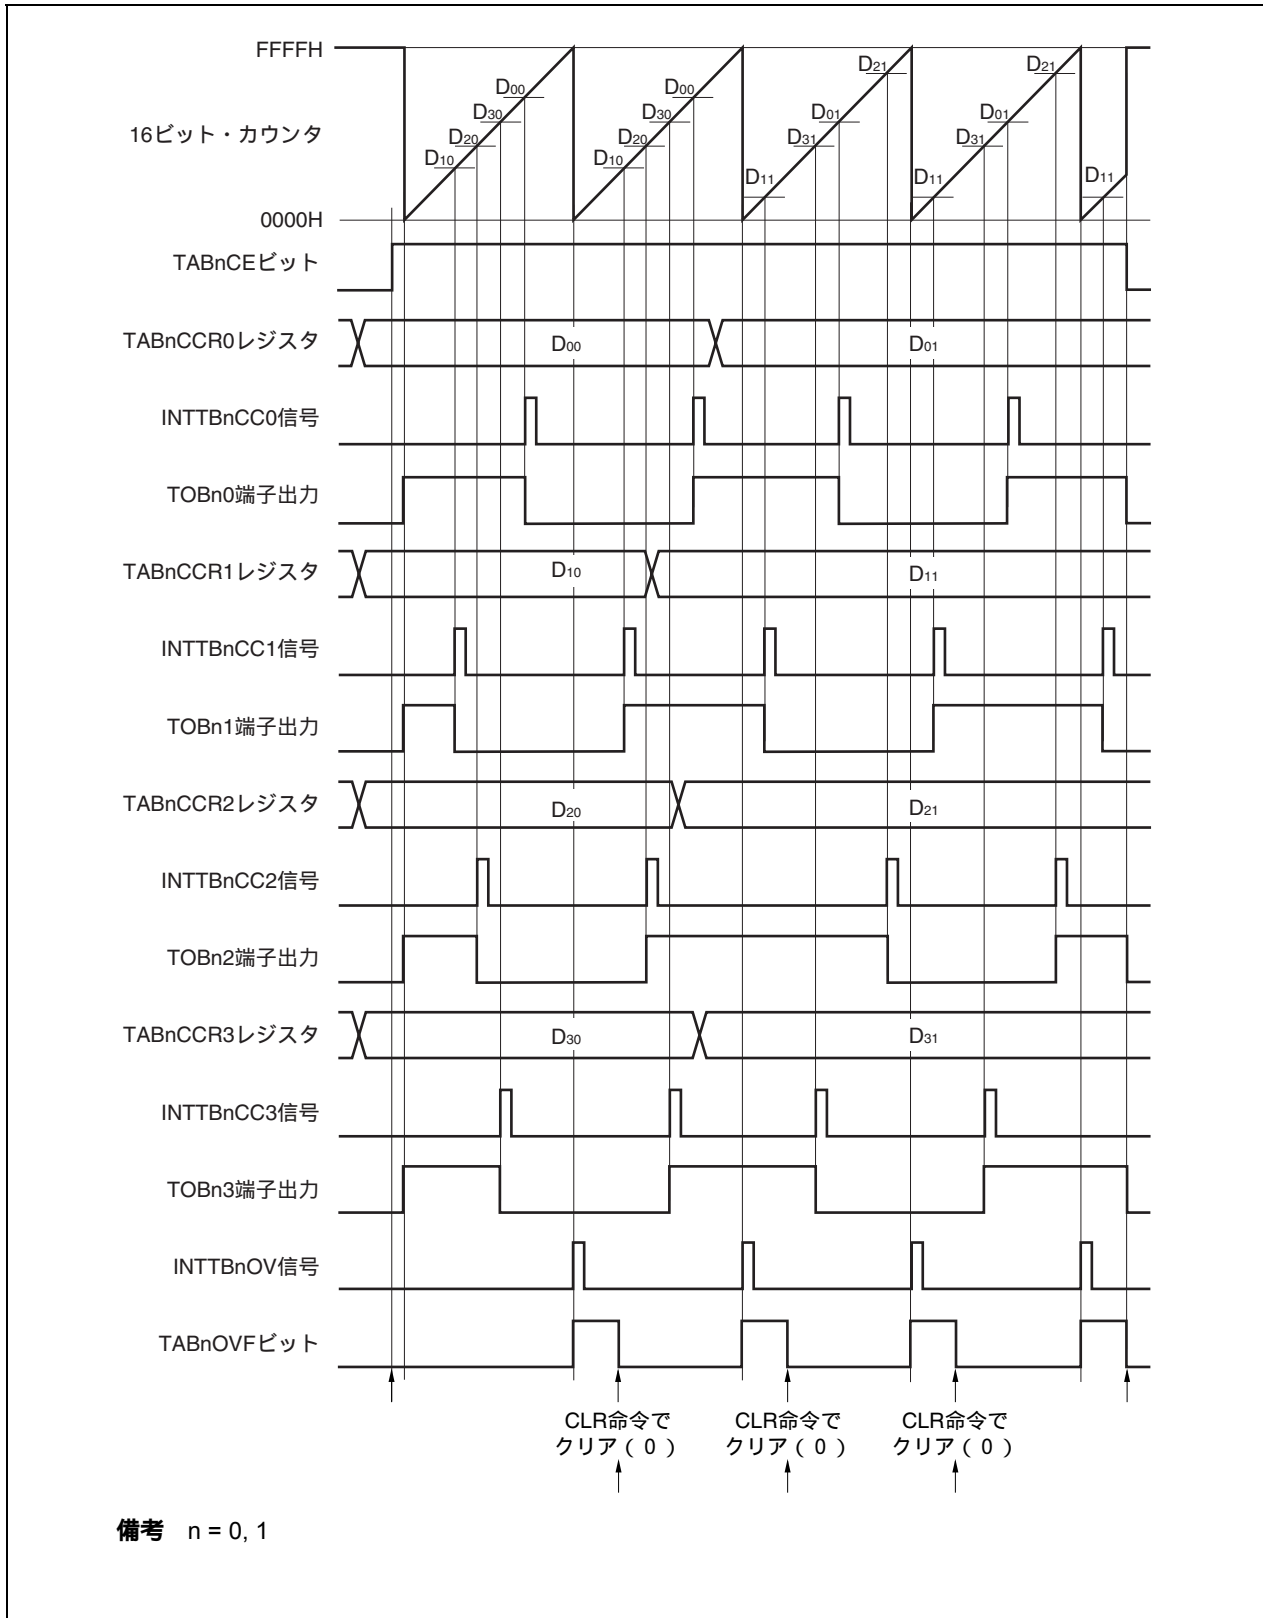 FFFFH
D00
D00
D21
D21
D30
D30
D01
D01
16ビット・カウンタ
D20
D20
D31
D31
D10
D10
D11
D11
D11
0000H
TABnCEビット
TABnCCR0レジスタ
D00
D01
INTTBnCC0信号
TOBn0端子出力
TABnCCR1レジスタ
D10
D11
INTTBnCC1信号
TOBn1端子出力
TABnCCR2レジスタ
D20
D21
INTTBnCC2信号
TOBn2端子出力
TABnCCR3レジスタ
D30
D31
INTTBnCC3信号
TOBn3端子出力
INTTBnOV信号
TABnOVFビット
CLR命令で
クリア(0)
CLR命令で
クリア(0)
CLR命令で
クリア(0)
備考 n = 0, 1